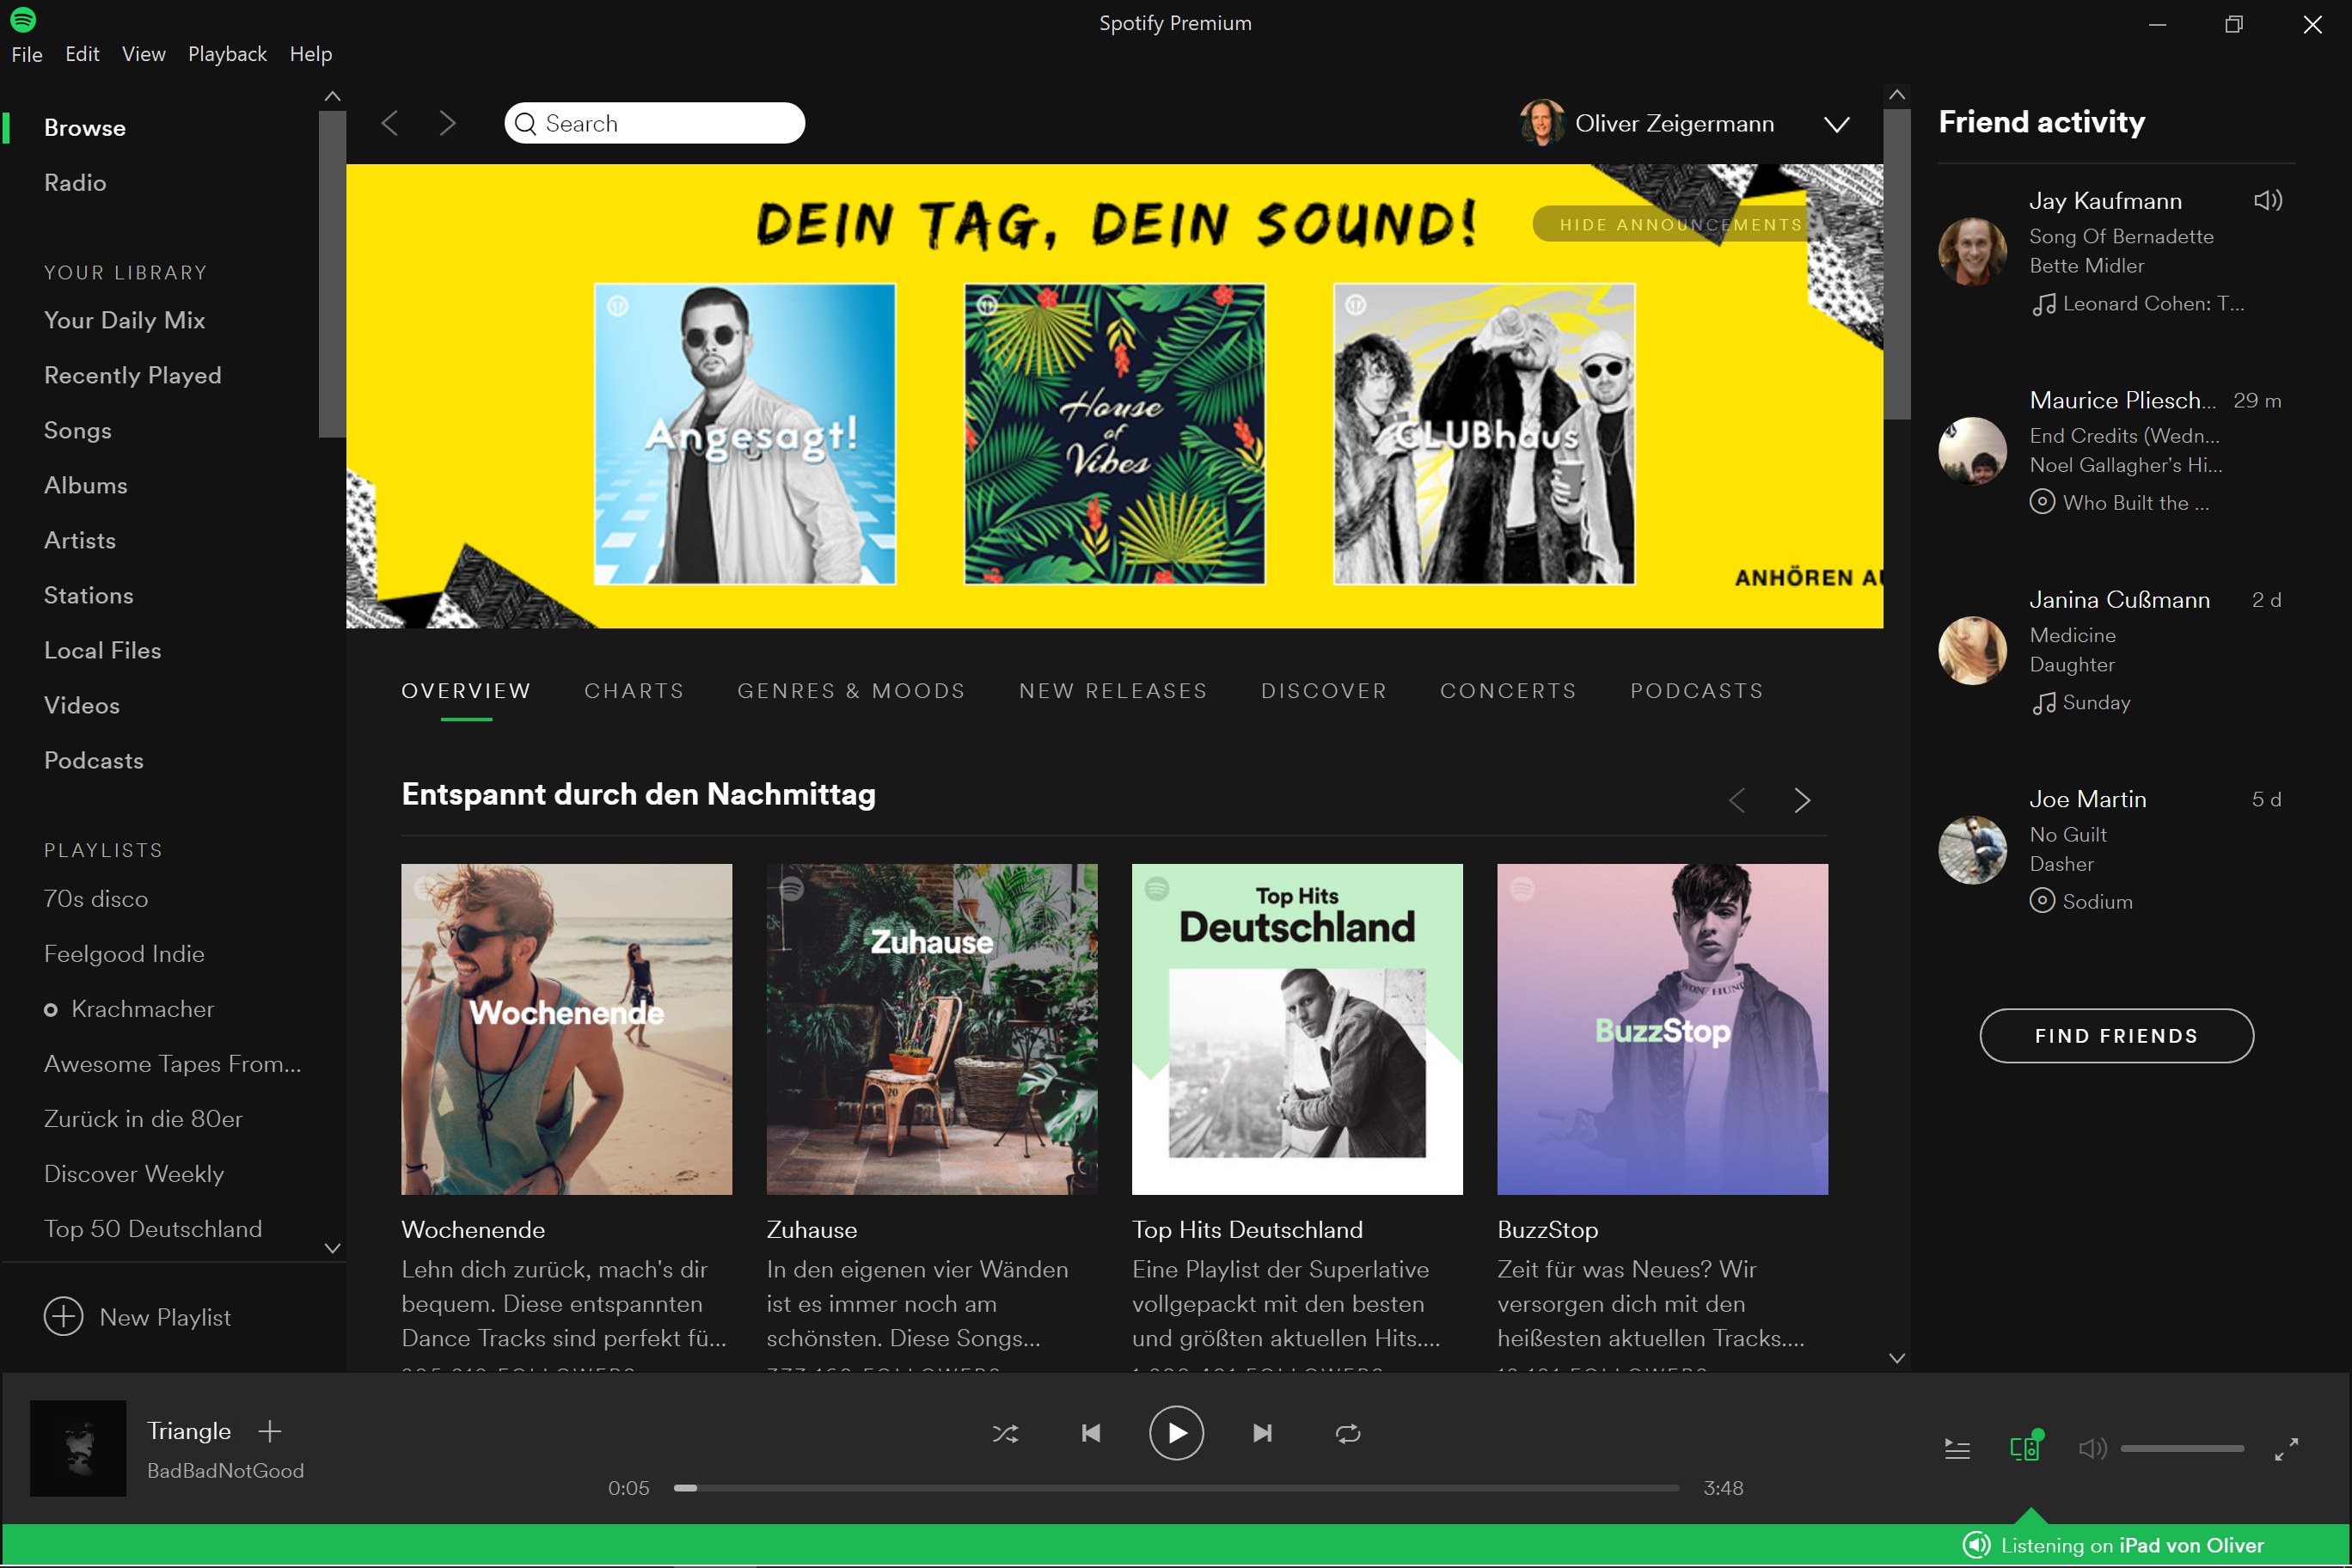 Spotify Premium
File Edit View Playback Help
Browse
Radio
YOUR LIBRARY
Your Daily Mix
Recently Played
Songs
Albums
Artists
Stations
Local Files
Videos
Podcasts
PLAYLISTS
70s disco
Feelgood Indie
Krachmacher
Awesome Tapes From...
Zurück in die 80er
Discover Weekly
Top 50 Deutschland
New Playlist
Search
Oliver Zeigermann
DEIN TAG, DEIN SOUND!
HIDE ANNOUNCEMENTS
Angesagt!
House
of
Vibes
CLUBhaus
ANHÖREN AU
OVERVIEW CHARTS GENRES & MOODS NEW RELEASES DISCOVER CONCERTS PODCASTS
Entspannt durch den Nachmittag
Wochenende
Zuhause
Top Hits
Deutschland
BuzzStop
Wochenende
Lehn dich zurück, mach's dir
bequem. Diese entspannten
Dance Tracks sind perfekt fü...
Zuhause
In den eigenen vier Wänden
ist es immer noch am
schönsten. Diese Songs...
Top Hits Deutschland
Eine Playlist der Superlative
vollgepackt mit den besten
und größten aktuellen Hits....
BuzzStop
Zeit für was Neues? Wir
versorgen dich mit den
heißesten aktuellen Tracks....
Friend activity
Jay Kaufmann
Song Of Bernadette
Bette Midler
Leonard Cohen: T...
Maurice Pliesch... 29 m
End Credits (Wedn...
Noel Gallagher's Hi...
Who Built the ...
Janina Cußmann 2 d
Medicine
Daughter
Sunday
Joe Martin 5 d
No Guilt
Dasher
Sodium
FIND FRIENDS
Triangle
BadBadNotGood
0:05 3:48
Listening on iPad von Oliver